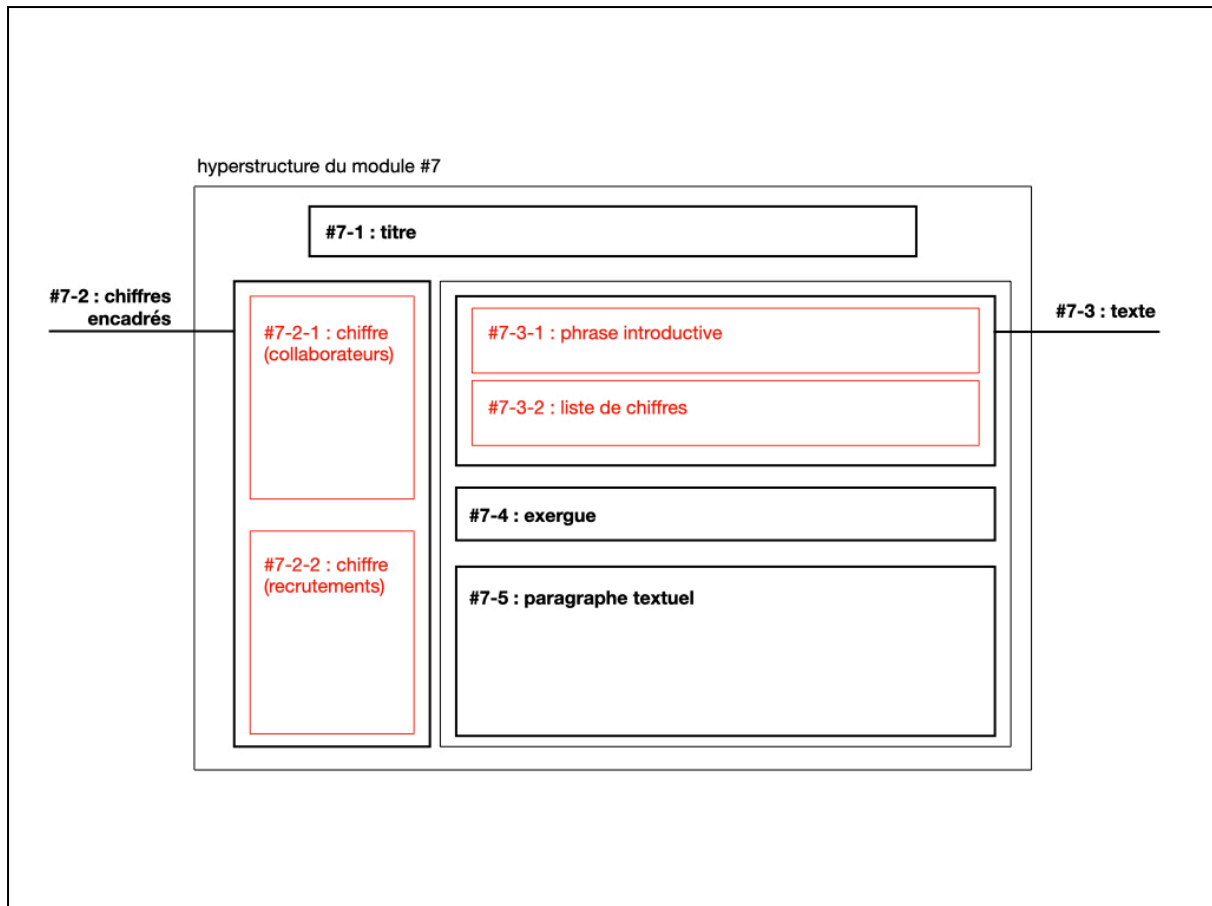 hyperstructure du module #7
#7-1 : titre
#7-2 : chiffres
encadrés
#7-2-1 : chiffre
(collaborateurs)
#7-2-2 : chiffre
(recrutements)
#7-3 : texte
#7-3-1 : phrase introductive
#7-3-2 : liste de chiffres
#7-4 : exergue
#7-5 : paragraphe textuel